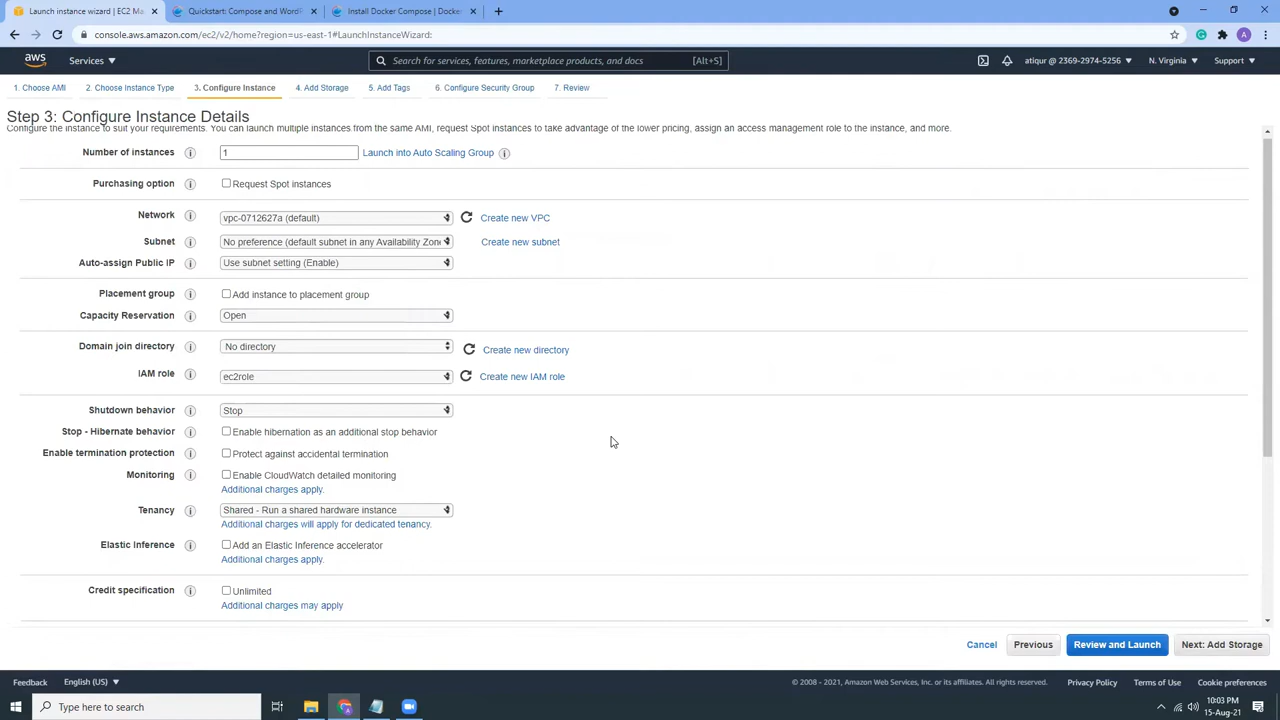 Launch instance wizard | EC2 Ma
Quickstart: Compose and WordP
Install Docker Compose | Docker
console.aws.amazon.com/ec2/v2/home?region=us-east-1#LaunchInstanceWizard:
A
aws
Services
Search for services, features, marketplace products, and docs
[Alt+S]
atiqur @ 2369-2974-5256
N. Virginia
Support
1. Choose AMI
2. Choose Instance Type
3. Configure Instance
4. Add Storage
5. Add Tags
6. Configure Security Group
7. Review
Step 3: Configure Instance Details
Configure the instance to suit your requirements. You can launch multiple instances from the same AMI, request Spot instances to take advantage of the lower pricing, assign an access management role to the instance, and more.
Number of instances
1
Launch into Auto Scaling Group
Purchasing option
Request Spot instances
Network
vpc-0712627a (default)
Create new VPC
Subnet
No preference (default subnet in any Availability Zone
Create new subnet
Auto-assign Public IP
Use subnet setting (Enable)
Placement group
Add instance to placement group
Capacity Reservation
Open
Domain join directory
No directory
Create new directory
IAM role
ec2role
Create new IAM role
Shutdown behavior
Stop
Stop - Hibernate behavior
Enable hibernation as an additional stop behavior
Enable termination protection
Protect against accidental termination
Monitoring
Enable CloudWatch detailed monitoring
Additional charges apply.
Tenancy
Shared - Run a shared hardware instance
Additional charges will apply for dedicated tenancy.
Elastic Inference
Add an Elastic Inference accelerator
Additional charges apply.
Credit specification
Unlimited
Additional charges may apply
Cancel
Previous
Review and Launch
Next: Add Storage
Feedback
English (US)
© 2008 - 2021, Amazon Web Services, Inc. or its affiliates. All rights reserved.
Privacy Policy
Terms of Use
Cookie preferences
Type here to search
10:03 PM
15-Aug-21